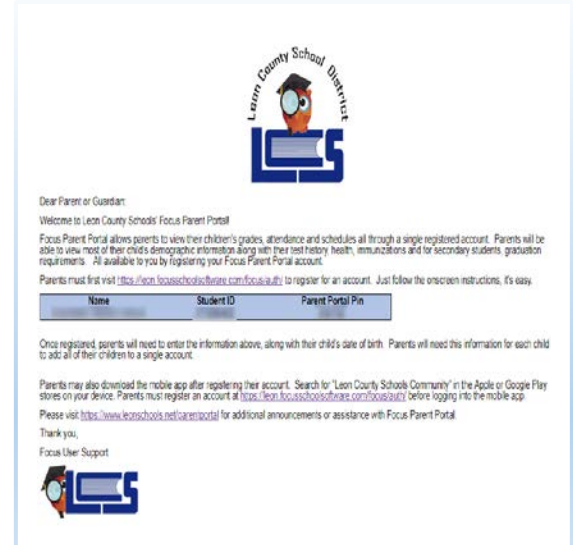 Leon County School District
LCS
Dear Parent or Guardian:
Welcome to Leon County Schools' Focus Parent Portal!
Focus Parent Portal allows parents to view their children's grades, attendance and schedules all through a single registered account. Parents will be
able to view most of their child's demographic information along with their test history, health, immunizations and for secondary students, graduation
requirements. All available to you by registering your Focus Parent Portal account.
Parents must first visit https://leon.focusschoolsoftware.com/focus/auth/ to register for an account. Just follow the onscreen instructions, it's easy.
Name Student ID Parent Portal Pin
Once registered, parents will need to enter the information above, along with their child's date of birth. Parents will need this information for each child
to add all of their children to a single account.
Parents may also download the mobile app after registering their account. Search for "Leon County Schools Community" in the Apple or Google Play
stores on your device. Parents must register an account at https://leon.focusschoolsoftware.com/focus/auth/ before logging into the mobile app.
Please visit https://www.leonschools.net/parentportal for additional announcements or assistance with Focus Parent Portal.
Thank you,
Focus User Support
LCS